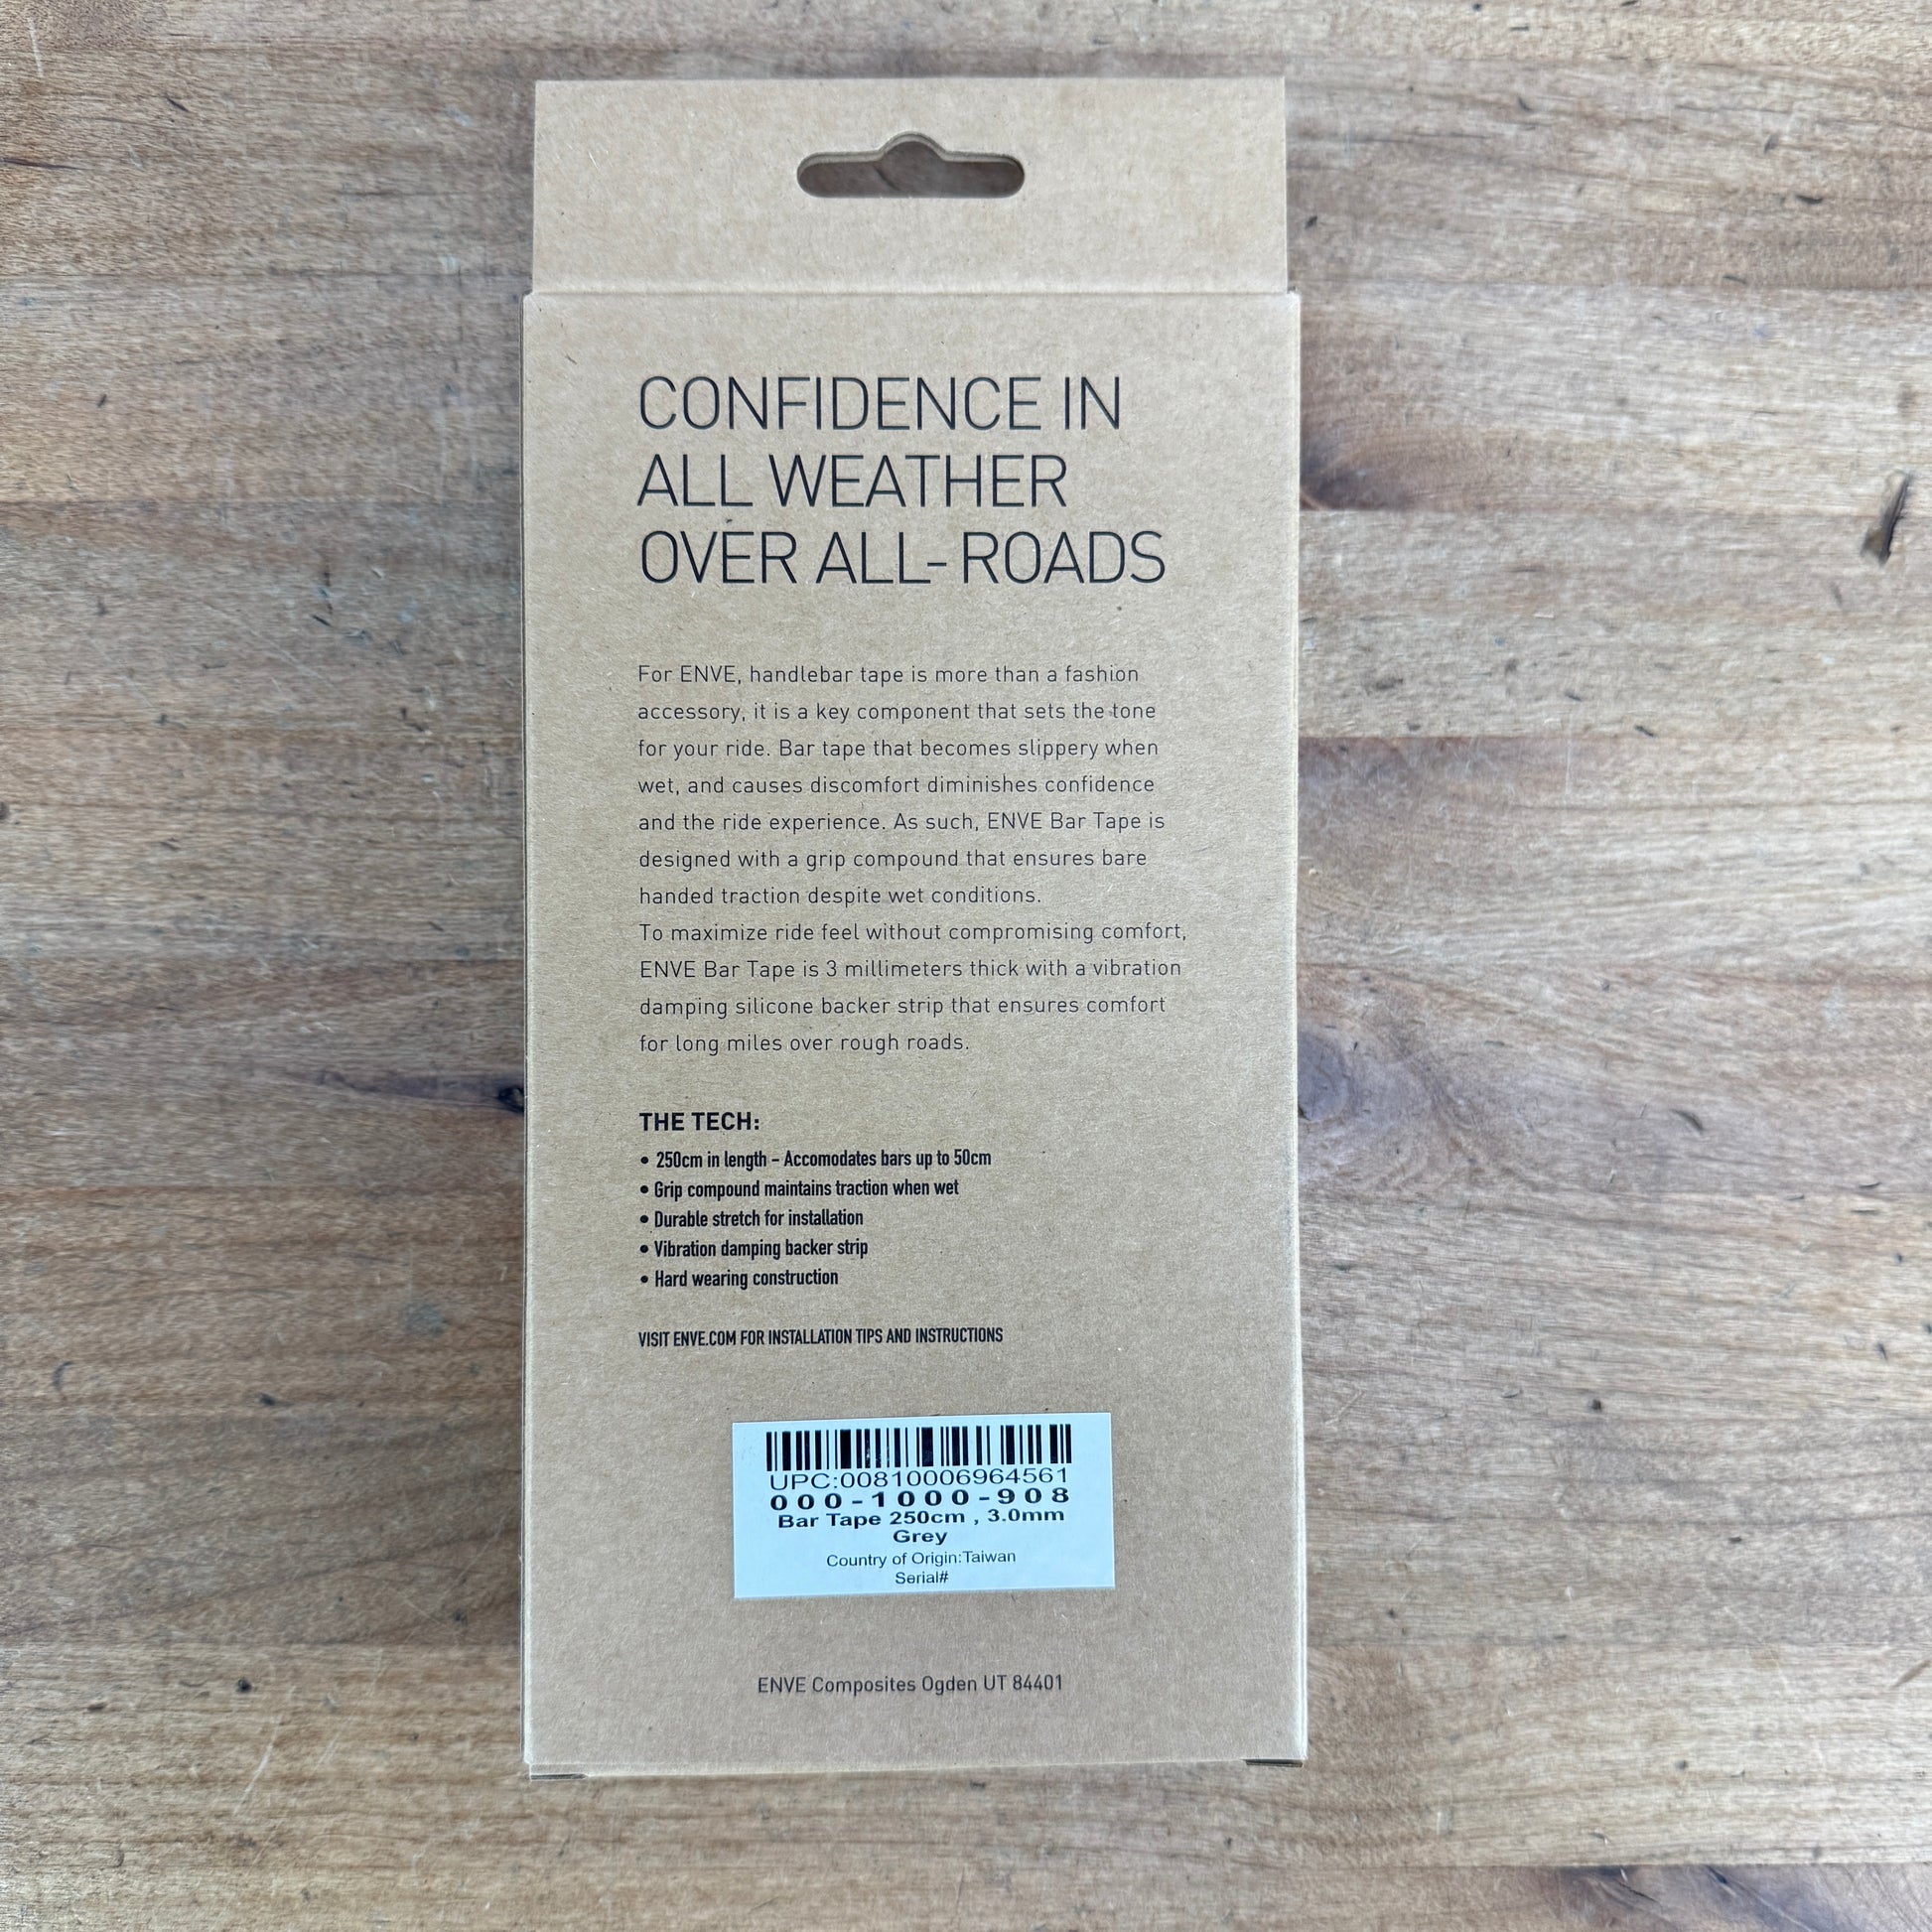 CONFIDENCE IN
ALL WEATHER
OVER ALL-ROADS
For ENVE, handlebar tape is more than a fashion
accessory, it is a key component that sets the tone
for your ride. Bar tape that becomes slippery when
wet, and causes discomfort diminishes confidence
and the ride experience. As such, ENVE Bar Tape is
designed with a grip compound that ensures bare
handed traction despite wet conditions.
To maximize ride feel without compromising comfort,
ENVE Bar Tape is 3 millimeters thick with a vibration
damping silicone backer strip that ensures comfort
for long miles over rough roads.
THE TECH:
• 250cm in length – Accomodates bars up to 50cm
• Grip compound maintains traction when wet
• Durable stretch for installation
• Vibration damping backer strip
• Hard wearing construction
VISIT ENVE.COM FOR INSTALLATION TIPS AND INSTRUCTIONS
UPC:00810006964561
000-1000-908
Bar Tape 250cm , 3.0mm
Grey
Country of Origin:Taiwan
Serial#
ENVE Composites Ogden UT 84401